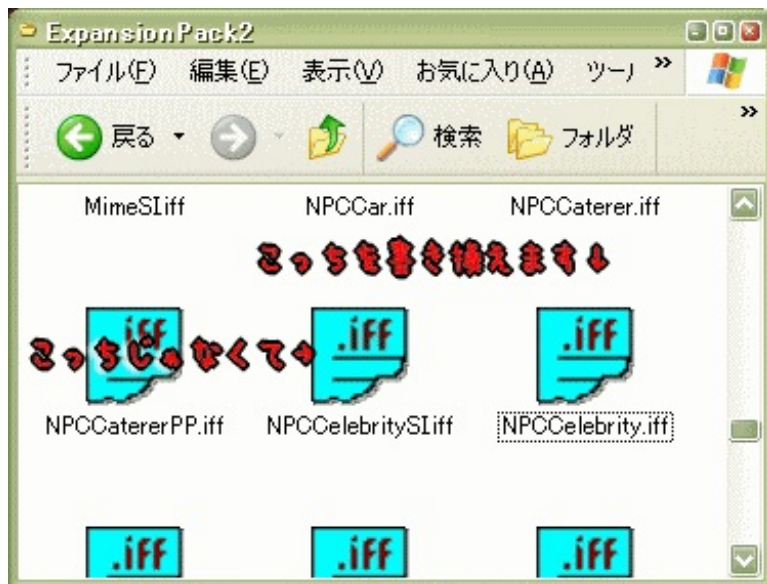 ExpansionPack2
ファイル(F) 編集(E) 表示(V) お気に入り(A) ツール »
戻る 検索 フォルダ »
MimeSI.iff NPCCar.iff NPCCaterer.iff
こっちを書き換えます↓
.iff .iff .iff
こっちじゃなくて→
NPCCatererPP.iff NPCCelebritySI.iff NPCCelebrity.iff
.iff .iff .iff